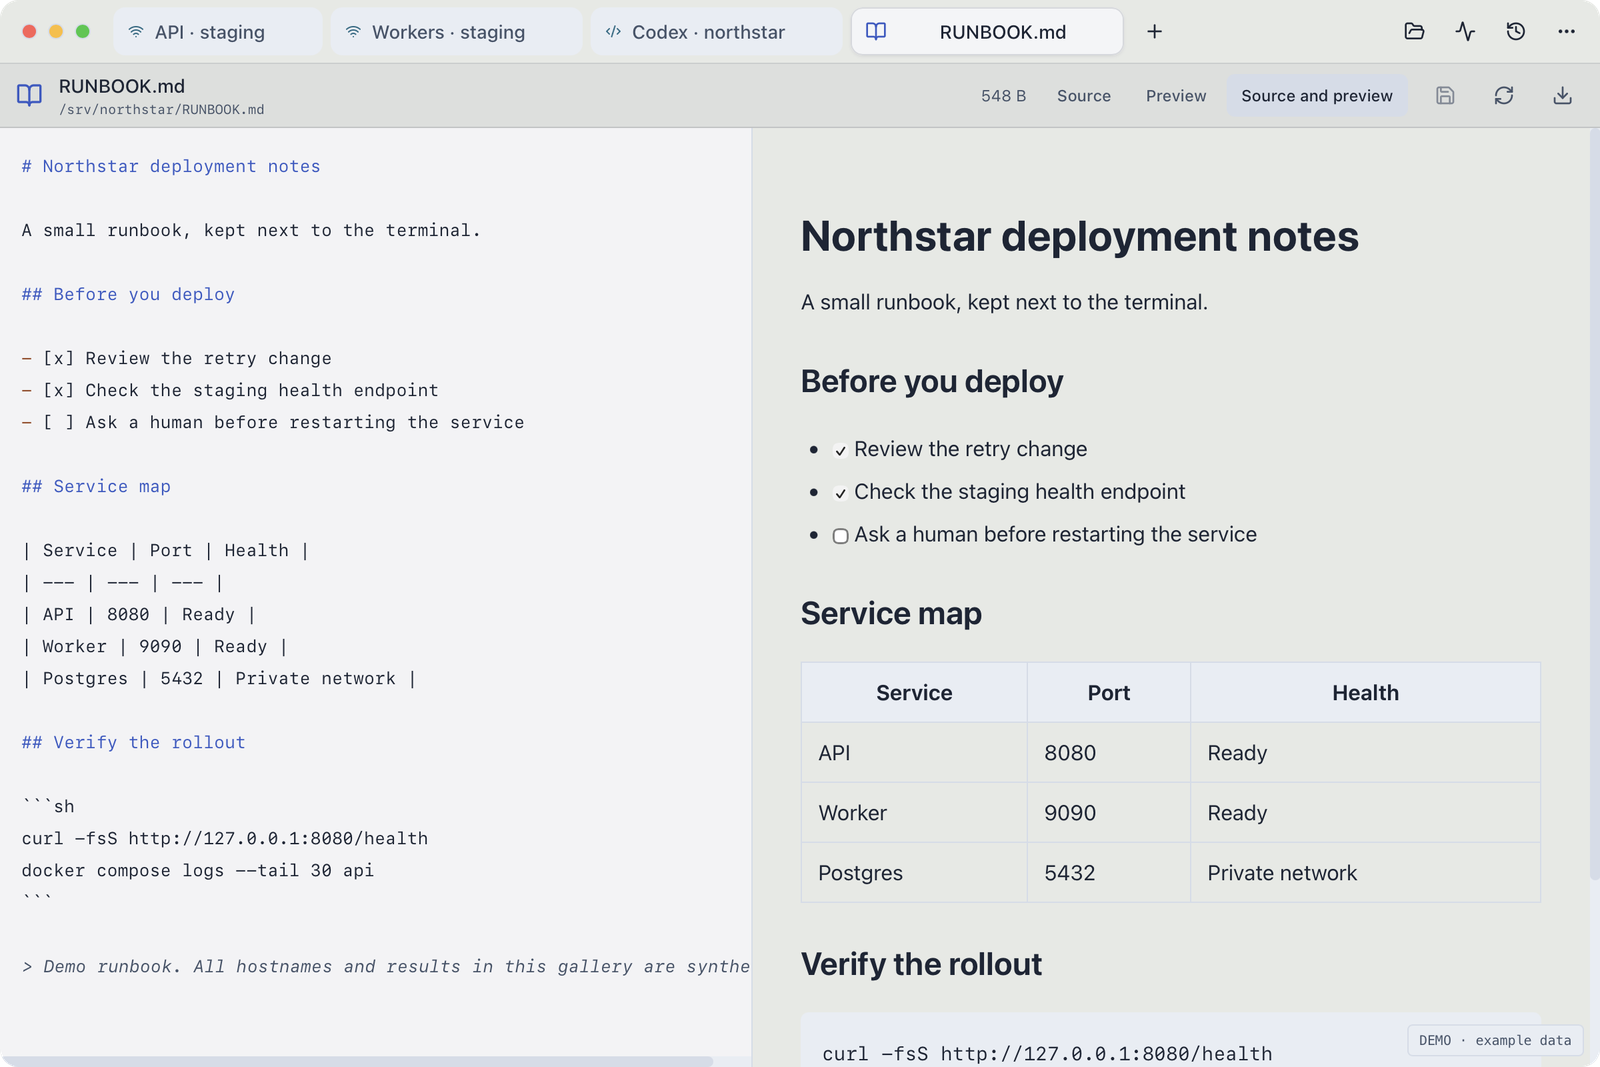 API · staging
Workers · staging
Codex · northstar
RUNBOOK.md
RUNBOOK.md
/srv/northstar/RUNBOOK.md
548 B
Source
Preview
Source and preview
# Northstar deployment notes
A small runbook, kept next to the terminal.
## Before you deploy
- [x] Review the retry change
- [x] Check the staging health endpoint
- [ ] Ask a human before restarting the service
## Service map
| Service | Port | Health |
| --- | --- | --- |
| API | 8080 | Ready |
| Worker | 9090 | Ready |
| Postgres | 5432 | Private network |
## Verify the rollout
```sh
curl -fsS http://127.0.0.1:8080/health
docker compose logs --tail 30 api
```
> Demo runbook. All hostnames and results in this gallery are synthe
Northstar deployment notes
A small runbook, kept next to the terminal.
Before you deploy
• Review the retry change
• Check the staging health endpoint
• Ask a human before restarting the service
Service map
Service Port Health
API 8080 Ready
Worker 9090 Ready
Postgres 5432 Private network
Verify the rollout
curl -fsS http://127.0.0.1:8080/health
DEMO · example data